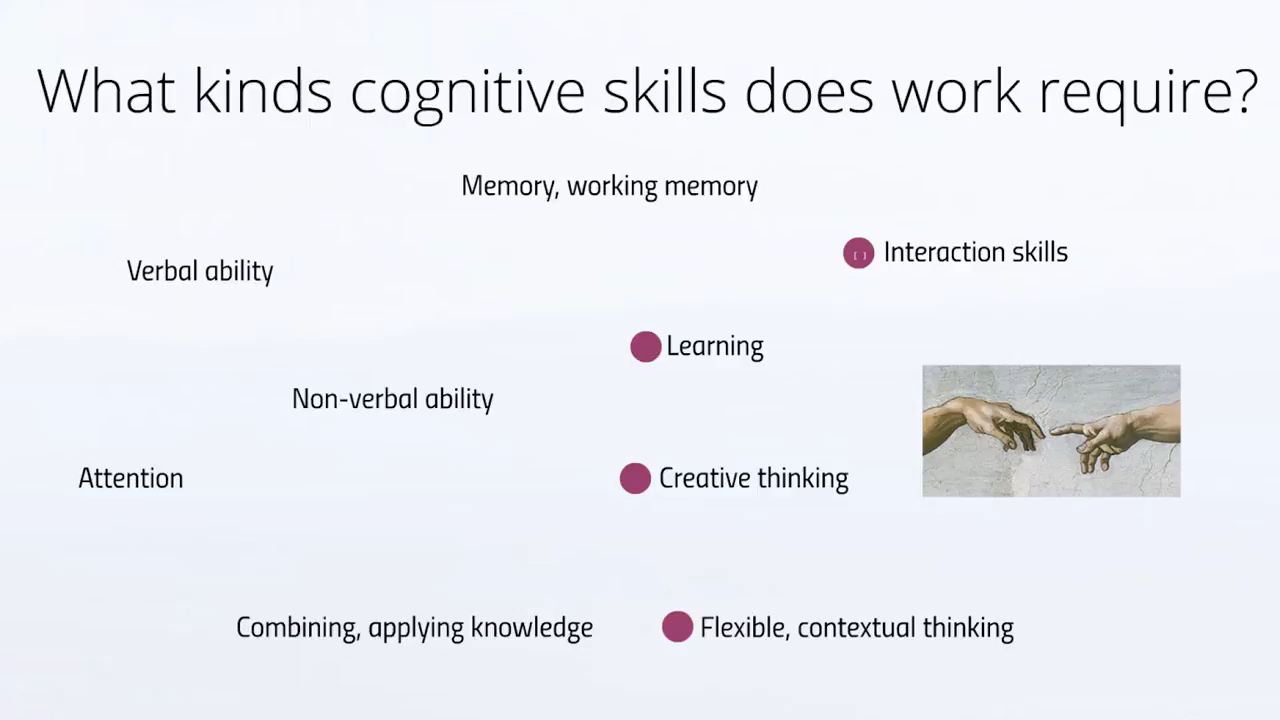 What kinds cognitive skills does work require?
Memory, working memory
Interaction skills
Verbal ability
Learning
Non-verbal ability
Attention
Creative thinking
Combining, applying knowledge
Flexible, contextual thinking